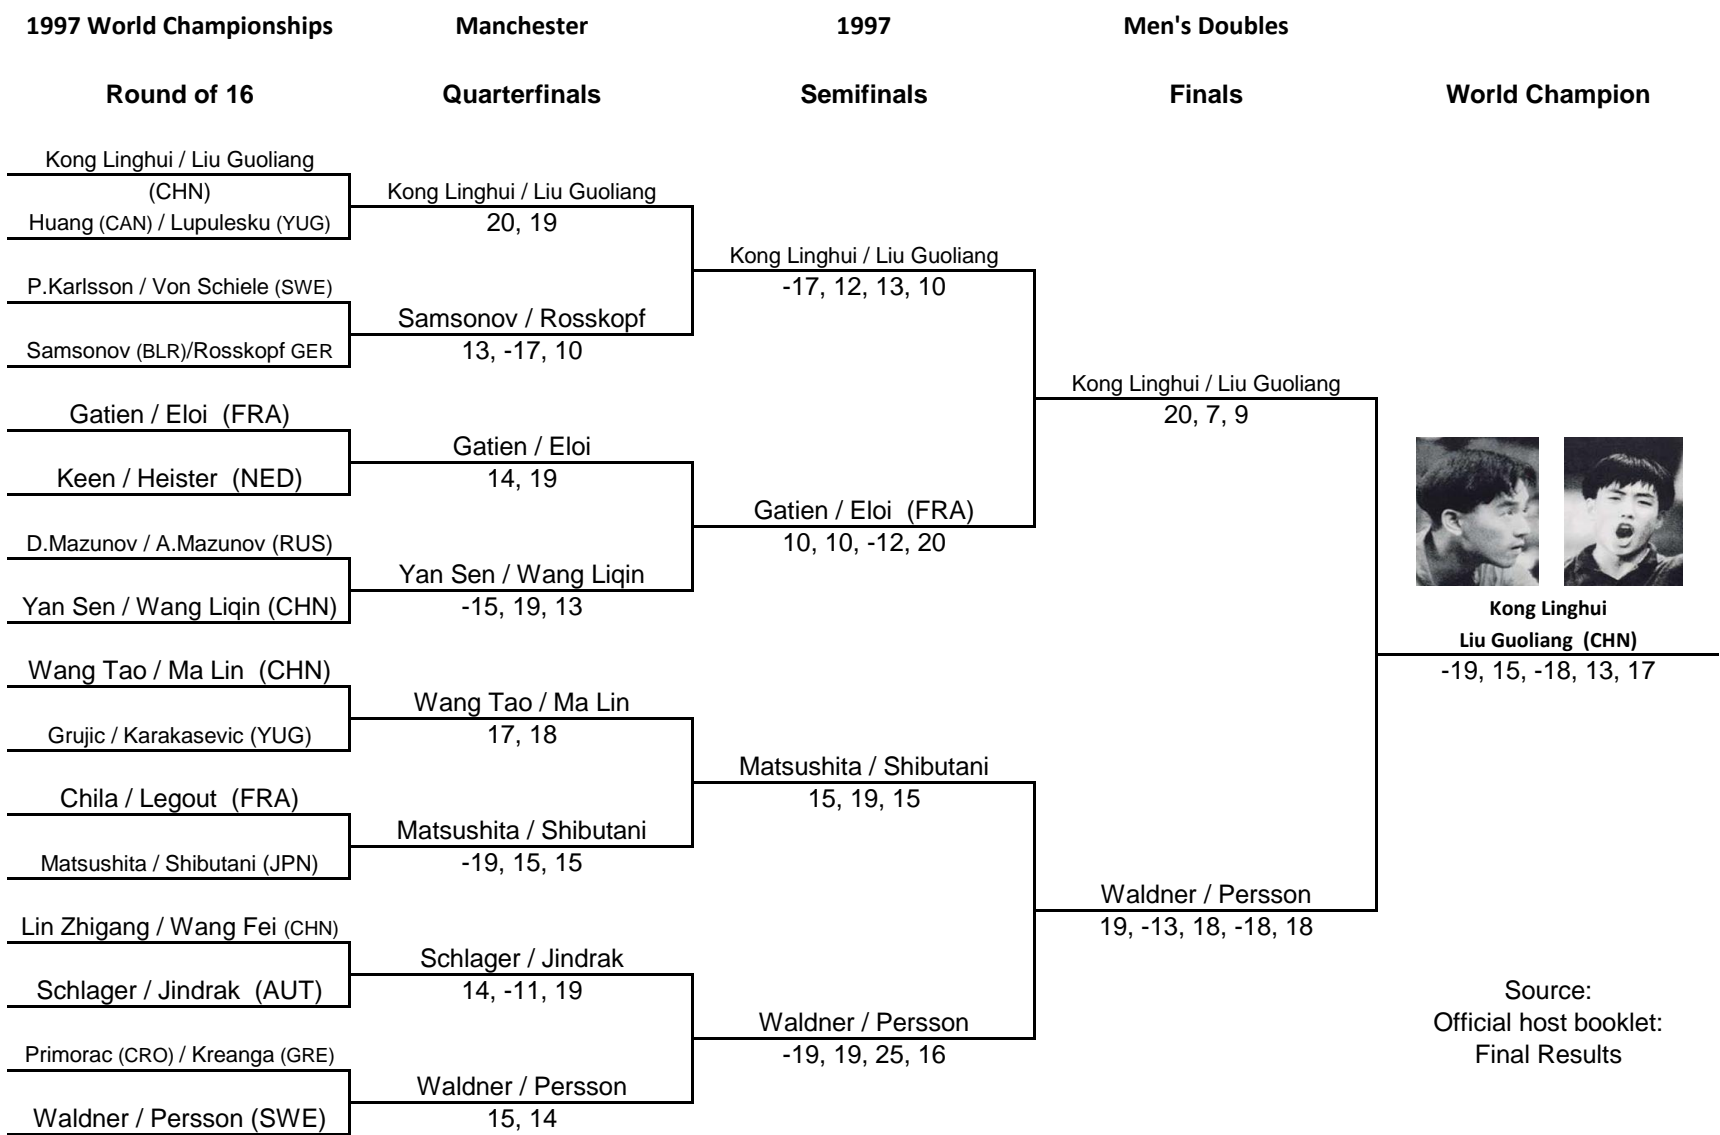 1997 World Championships
Manchester
1997
Men's Doubles
Round of 16
Quarterfinals
Semifinals
Finals
World Champion
Kong Linghui / Liu Guoliang
(CHN)
Huang (CAN) / Lupulesku (YUG)
P.Karlsson / Von Schiele (SWE)
Samsonov (BLR)/Rosskopf GER
Gatien / Eloi (FRA)
Keen / Heister (NED)
D.Mazunov / A.Mazunov (RUS)
Yan Sen / Wang Liqin (CHN)
Wang Tao / Ma Lin (CHN)
Grujic / Karakasevic (YUG)
Chila / Legout (FRA)
Matsushita / Shibutani (JPN)
Lin Zhigang / Wang Fei (CHN)
Schlager / Jindrak (AUT)
Primorac (CRO) / Kreanga (GRE)
Waldner / Persson (SWE)
Kong Linghui / Liu Guoliang
20, 19
Samsonov / Rosskopf
13, -17, 10
Gatien / Eloi
14, 19
Yan Sen / Wang Liqin
-15, 19, 13
Wang Tao / Ma Lin
17, 18
Matsushita / Shibutani
-19, 15, 15
Schlager / Jindrak
14, -11, 19
Waldner / Persson
15, 14
Kong Linghui / Liu Guoliang
-17, 12, 13, 10
Gatien / Eloi (FRA)
10, 10, -12, 20
Matsushita / Shibutani
15, 19, 15
Waldner / Persson
-19, 19, 25, 16
Kong Linghui / Liu Guoliang
20, 7, 9
Waldner / Persson
19, -13, 18, -18, 18
Kong Linghui
Liu Guoliang (CHN)
-19, 15, -18, 13, 17
Source:
Official host booklet:
Final Results